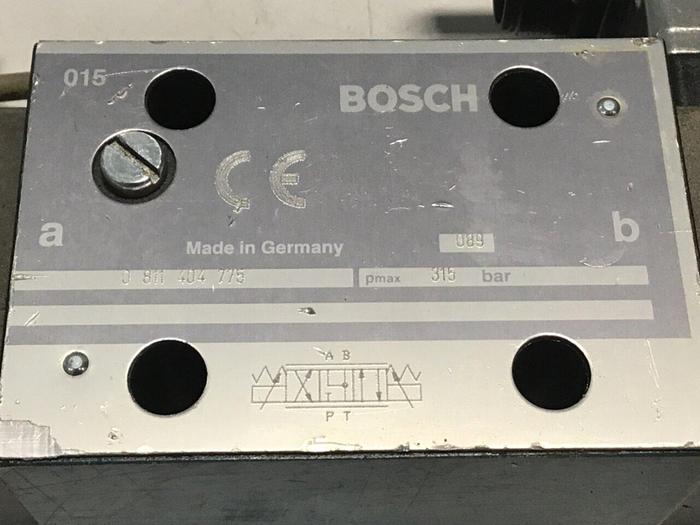 015 BOSCH
CE
a b
Made in Germany 089
0 811 404 775 pmax 315 bar
A B
P T